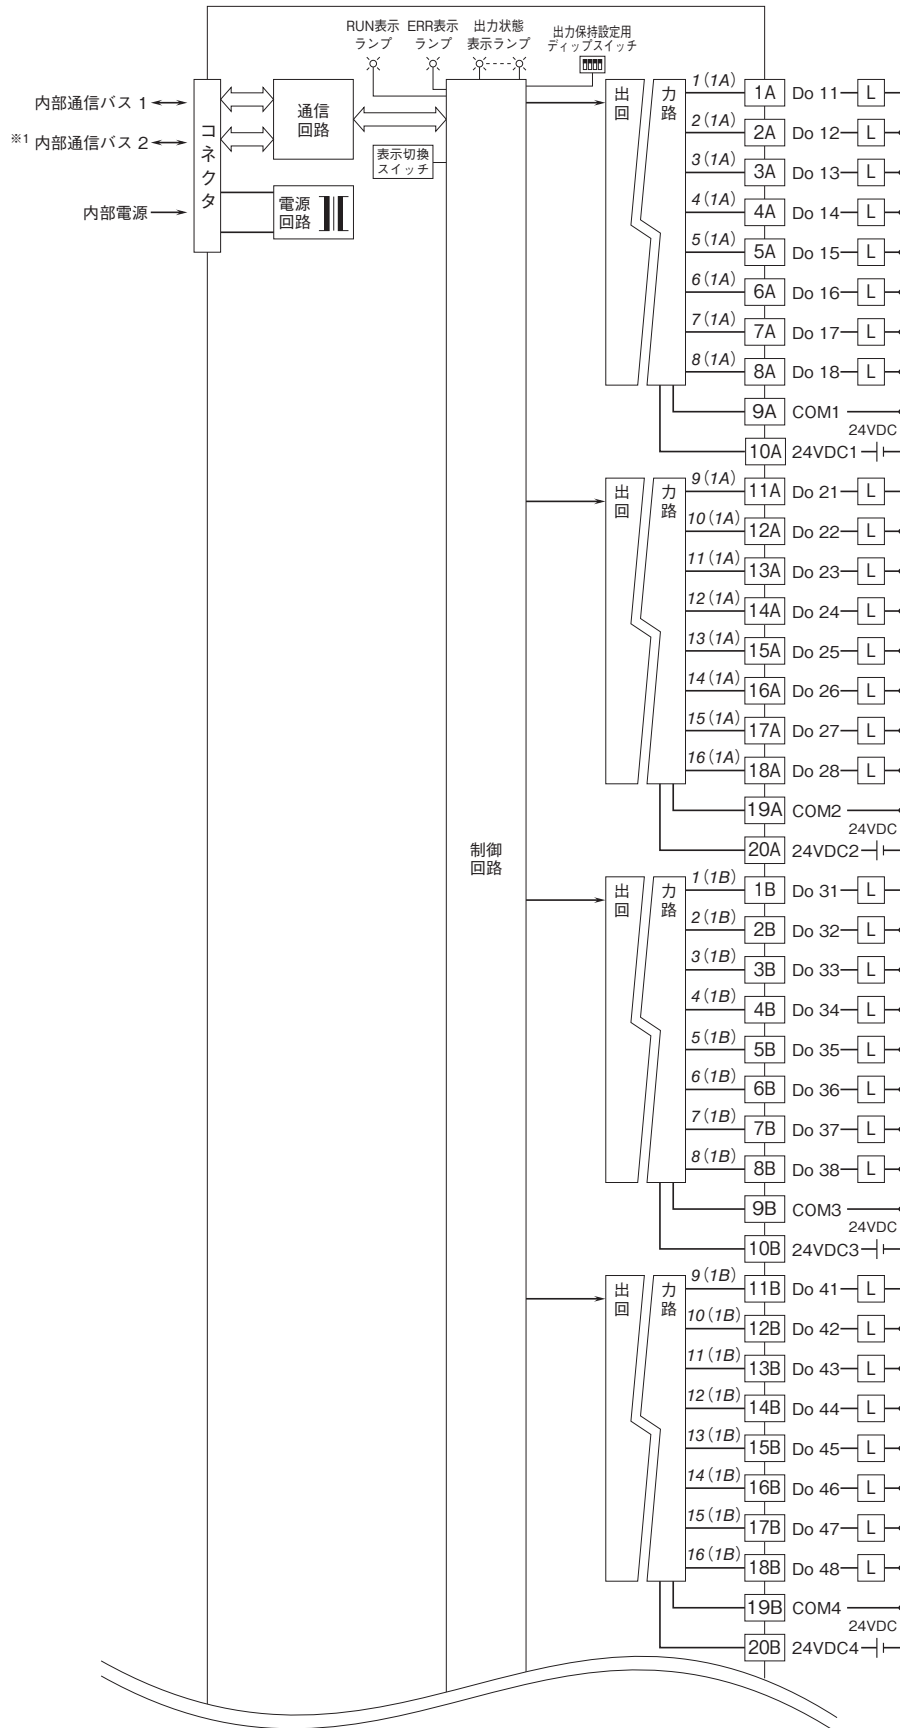 RUN表示
ランプ
ERR表示
ランプ
出力状態
表示ランプ
出力保持設定用
ディップスイッチ
内部通信バス 1
※1 内部通信バス 2
内部電源
コネクタ
通信
回路
電源
回路
表示切換
スイッチ
制御
回路
出力
回路
1(1A) 1A Do 11 L
2(1A) 2A Do 12 L
3(1A) 3A Do 13 L
4(1A) 4A Do 14 L
5(1A) 5A Do 15 L
6(1A) 6A Do 16 L
7(1A) 7A Do 17 L
8(1A) 8A Do 18 L
9A COM1
24VDC
10A 24VDC1
出力
回路
9(1A) 11A Do 21 L
10(1A) 12A Do 22 L
11(1A) 13A Do 23 L
12(1A) 14A Do 24 L
13(1A) 15A Do 25 L
14(1A) 16A Do 26 L
15(1A) 17A Do 27 L
16(1A) 18A Do 28 L
19A COM2
24VDC
20A 24VDC2
出力
回路
1(1B) 1B Do 31 L
2(1B) 2B Do 32 L
3(1B) 3B Do 33 L
4(1B) 4B Do 34 L
5(1B) 5B Do 35 L
6(1B) 6B Do 36 L
7(1B) 7B Do 37 L
8(1B) 8B Do 38 L
9B COM3
24VDC
10B 24VDC3
出力
回路
9(1B) 11B Do 41 L
10(1B) 12B Do 42 L
11(1B) 13B Do 43 L
12(1B) 14B Do 44 L
13(1B) 15B Do 45 L
14(1B) 16B Do 46 L
15(1B) 17B Do 47 L
16(1B) 18B Do 48 L
19B COM4
24VDC
20B 24VDC4